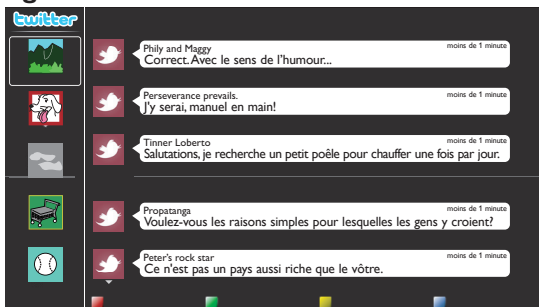 twitter
Phily and Maggy
moins de 1 minute
Correct. Avec le sens de l'humour...
Perseverance prevails.
moins de 1 minute
J'y serai, manuel en main!
Tinner Loberto
moins de 1 minute
Salutations, je recherche un petit poêle pour chauffer une fois par jour.
Propatanga
moins de 1 minute
Voulez-vous les raisons simples pour lesquelles les gens y croient?
Peter's rock star
moins de 1 minute
Ce n'est pas un pays aussi riche que le vôtre.